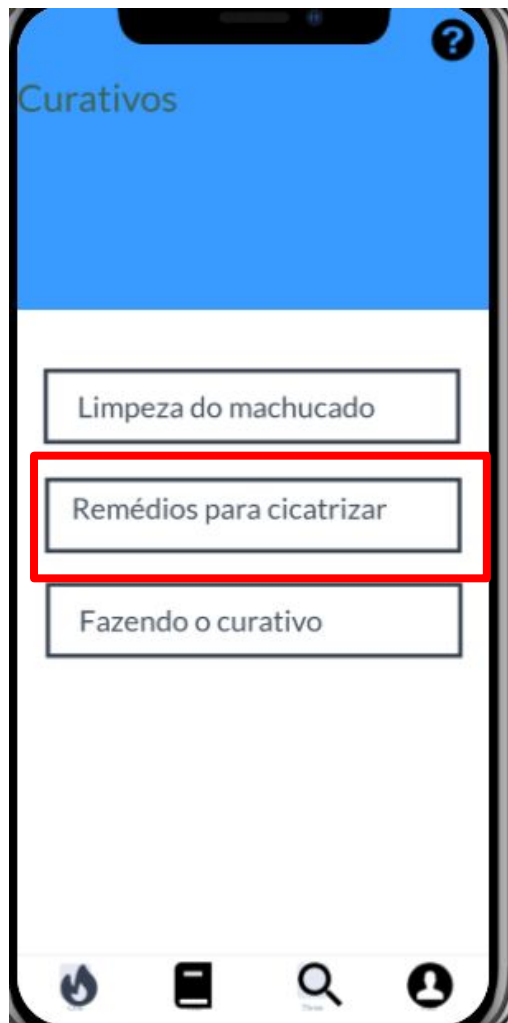 Curativos
Limpeza do machucado
Remédios para cicatrizar
Fazendo o curativo